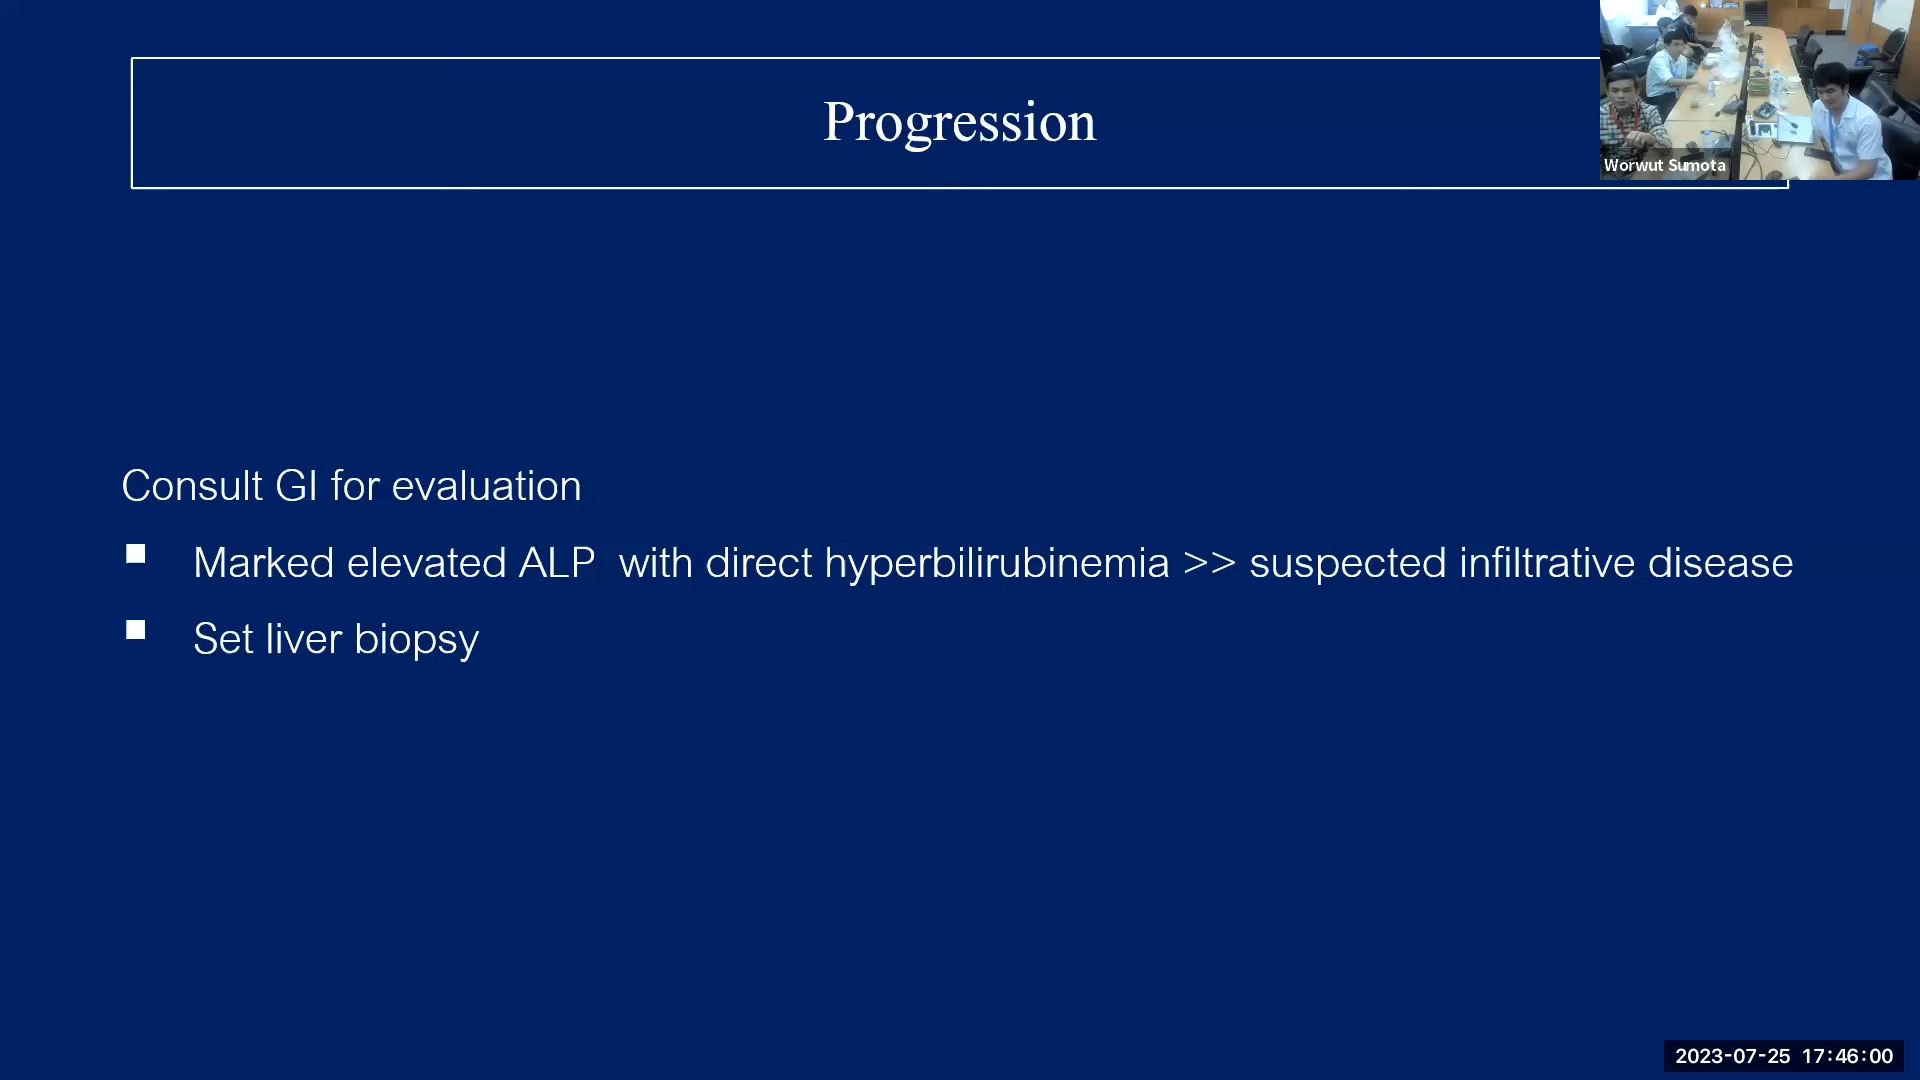 Progression
Worwut Sumota
Consult GI for evaluation
Marked elevated ALP with direct hyperbilirubinemia >> suspected infiltrative disease
Set liver biopsy
2023-07-25 17:46:00